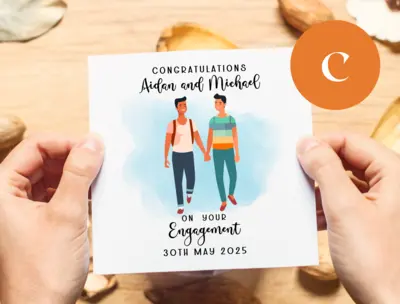 CONGRATULATIONS
Aidan and Michael
C
ON YOUR
Engagement
30TH MAY 2025